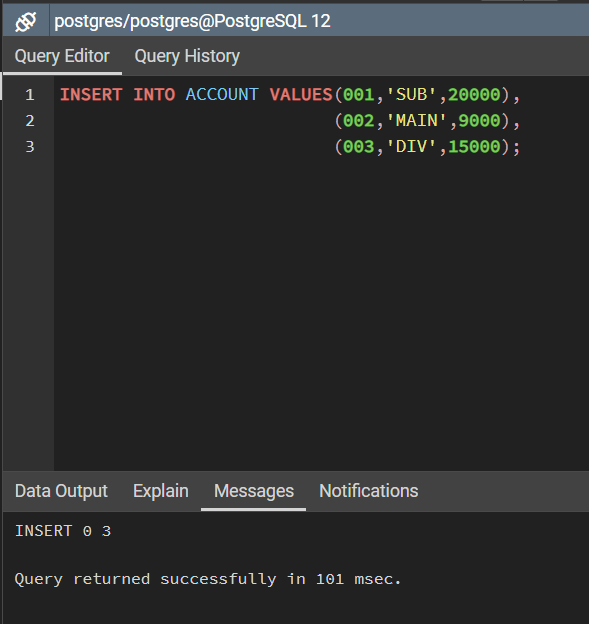 postgres/postgres@PostgreSQL 12
Query Editor Query History
1 INSERT INTO ACCOUNT VALUES(001,'SUB',20000),
2 (002,'MAIN',9000),
3 (003,'DIV',15000);
Data Output Explain Messages Notifications
INSERT 0 3
Query returned successfully in 101 msec.